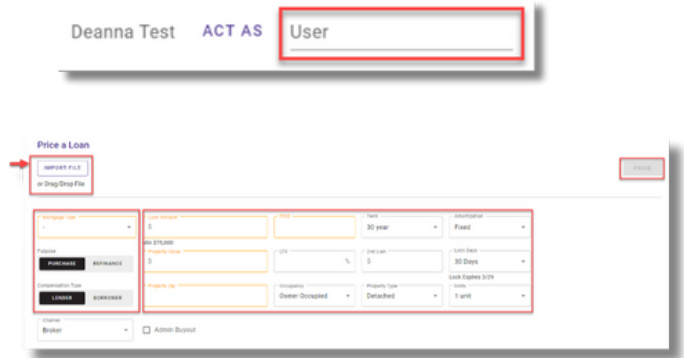 Deanna Test ACT AS User
Price a Loan
IMPORT FILE
or Drag/Drop File
PRICE
Mortgage Type Loan Amount FICO Term Amortization
- $ 30 year Fixed
Min $75,000
Purpose Property Value LTV 2nd Loan Lock Days
PURCHASE REFINANCE $ % $ 30 Days
Lock Expires 3/29
Compensation Type Property Zip Occupancy Property Type Units
LENDER BORROWER Owner Occupied Detached 1 unit
Channel
Broker Admin Buyout